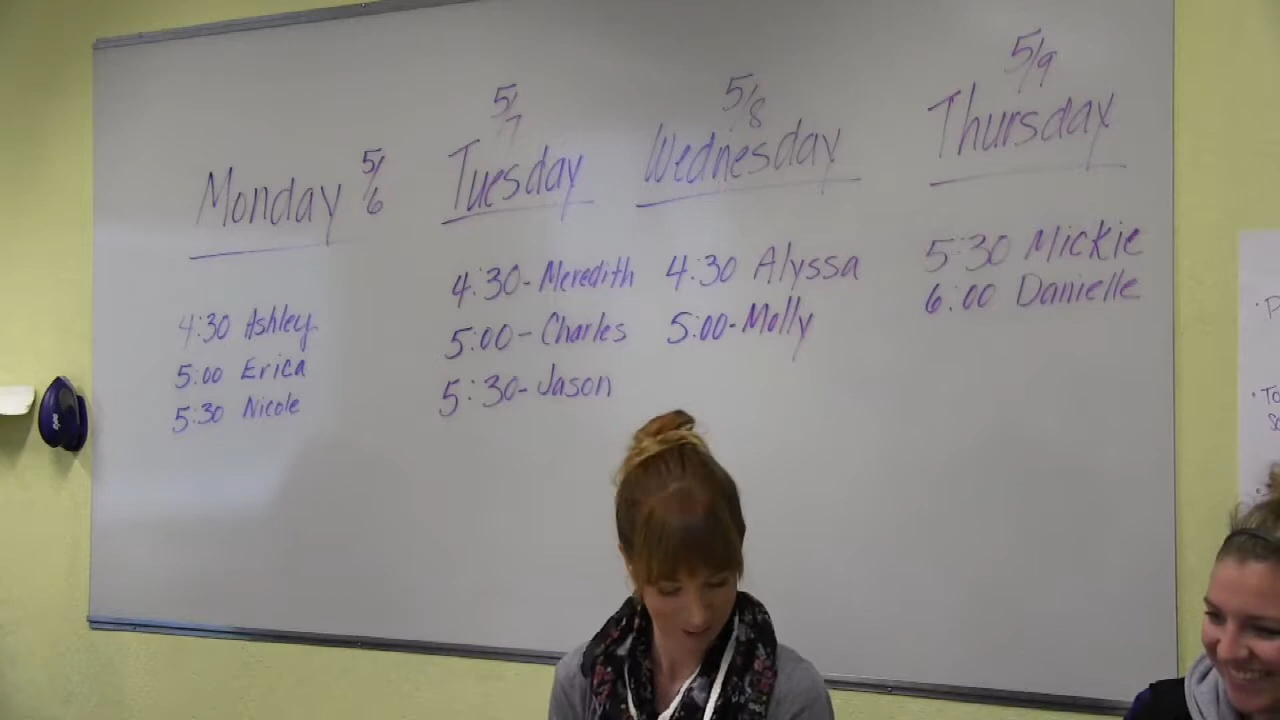 Monday 5/6
4:30 Ashley
5:00 Erica
5:30 Nicole
5/7
Tuesday
4:30- Meredith
5:00- Charles
5:30- Jason
5/8
Wednesday
4:30 Alyssa
5:00- Molly
5/9
Thursday
5:30 Mickie
6:00 Danielle